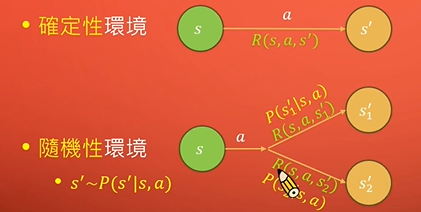 • 確定性環境
s
a
R(s,a,s′)
s′
• 隨機性環境
• s′~P(s′|s,a)
s
a
P(s′₁|s,a)
R(s,a,s′₁)
s′₁
R(s,a,s′₂)
s,a)
s′₂